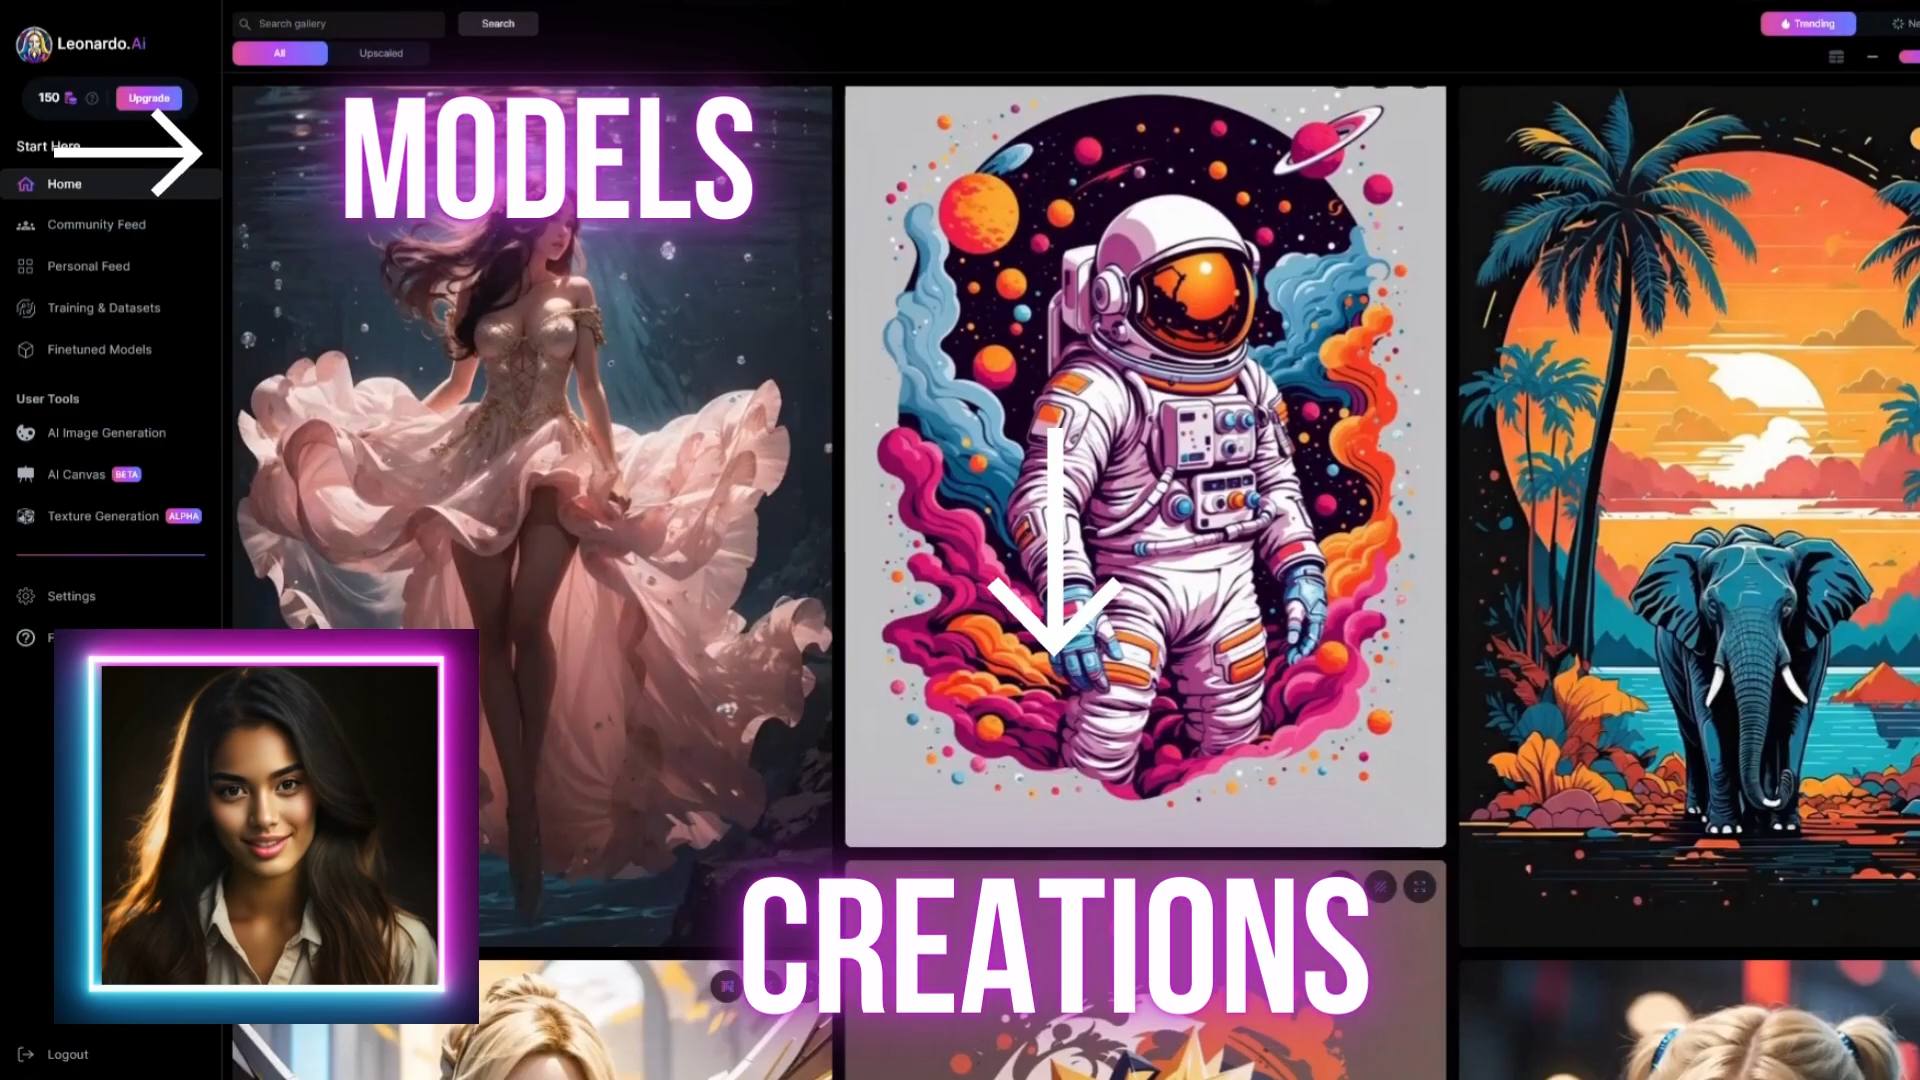 Leonardo.Ai
Search gallery
Search
Trending
All
Upscaled
150
Upgrade
MODELS
Start Here
Home
Community Feed
Personal Feed
Training & Datasets
Finetuned Models
User Tools
AI Image Generation
AI Canvas BETA
Texture Generation ALPHA
Settings
CREATIONS
Logout